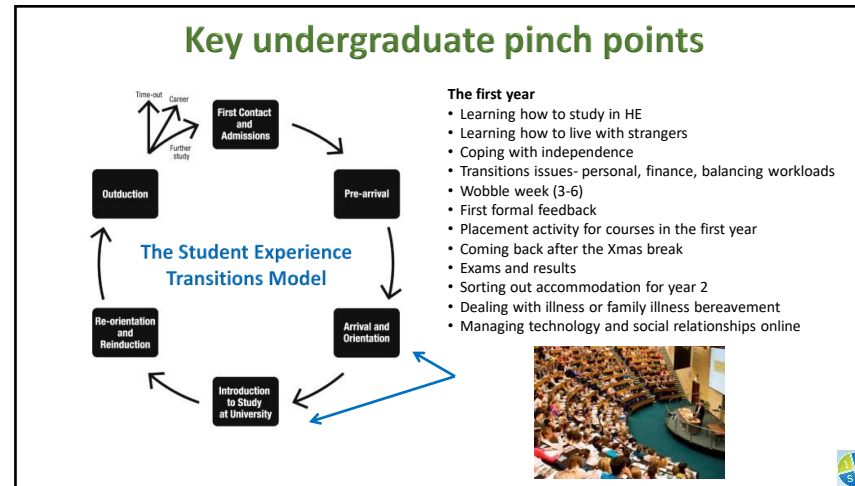 Key undergraduate pinch points
Time-out
Career
Further
study
First Contact
and
Admissions
Pre-arrival
Arrival and
Orientation
Introduction
to Study
at University
Re-orientation
and
Reinduction
Outduction
The Student Experience
Transitions Model
The first year
• Learning how to study in HE
• Learning how to live with strangers
• Coping with independence
• Transitions issues- personal, finance, balancing workloads
• Wobble week (3-6)
• First formal feedback
• Placement activity for courses in the first year
• Coming back after the Xmas break
• Exams and results
• Sorting out accommodation for year 2
• Dealing with illness or family illness bereavement
• Managing technology and social relationships online